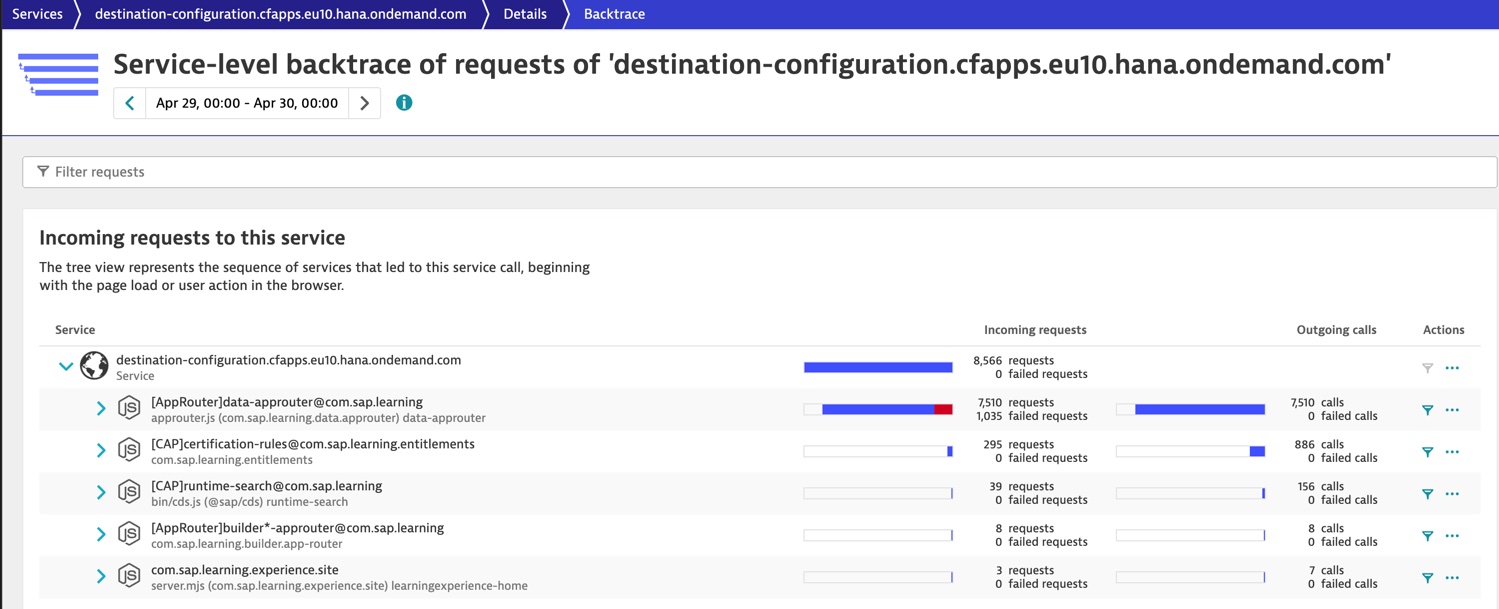 Services
destination-configuration.cfapps.eu10.hana.ondemand.com
Details
Backtrace
Service-level backtrace of requests of 'destination-configuration.cfapps.eu10.hana.ondemand.com'
Apr 29, 00:00 - Apr 30, 00:00
Filter requests
Incoming requests to this service
The tree view represents the sequence of services that led to this service call, beginning
with the page load or user action in the browser.
Service Incoming requests Outgoing calls Actions
destination-configuration.cfapps.eu10.hana.ondemand.com 8,566 requests
Service 0 failed requests
[AppRouter]data-approuter@com.sap.learning 7,510 requests 7,510 calls
approuter.js (com.sap.learning.data.approuter) data-approuter 1,035 failed requests 0 failed calls
[CAP]certification-rules@com.sap.learning.entitlements 295 requests 886 calls
com.sap.learning.entitlements 0 failed requests 0 failed calls
[CAP]runtime-search@com.sap.learning 39 requests 156 calls
bin/cds.js (@sap/cds) runtime-search 0 failed requests 0 failed calls
[AppRouter]builder*-approuter@com.sap.learning 8 requests 8 calls
com.sap.learning.builder.app-router 0 failed requests 0 failed calls
com.sap.learning.experience.site 3 requests 7 calls
server.mjs (com.sap.learning.experience.site) learningexperience-home 0 failed requests 0 failed calls